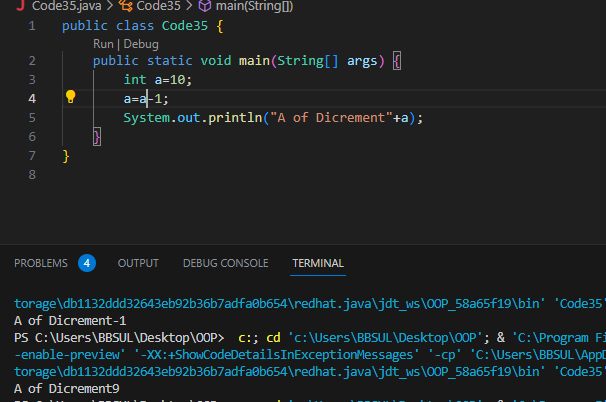 Code35.java > Code35 > main(String[])
1 public class Code35 {
Run | Debug
2 public static void main(String[] args) {
3 int a=10;
4 a=a-1;
5 System.out.println("A of Dicrement"+a);
6 }
7 }
8
PROBLEMS 4 OUTPUT DEBUG CONSOLE TERMINAL
torage\db1132ddd32643eb92b36b7adfa0b654\redhat.java\jdt_ws\OOP_58a65f19\bin' 'Code35'
A of Dicrement-1
PS C:\Users\BBSUL\Desktop\OOP> c:; cd 'c:\Users\BBSUL\Desktop\OOP'; & 'C:\Program Fi
-enable-preview' '-XX:+ShowCodeDetailsInExceptionMessages' '-cp' 'C:\Users\BBSUL\AppD
torage\db1132ddd32643eb92b36b7adfa0b654\redhat.java\jdt_ws\OOP_58a65f19\bin' 'Code35'
A of Dicrement9